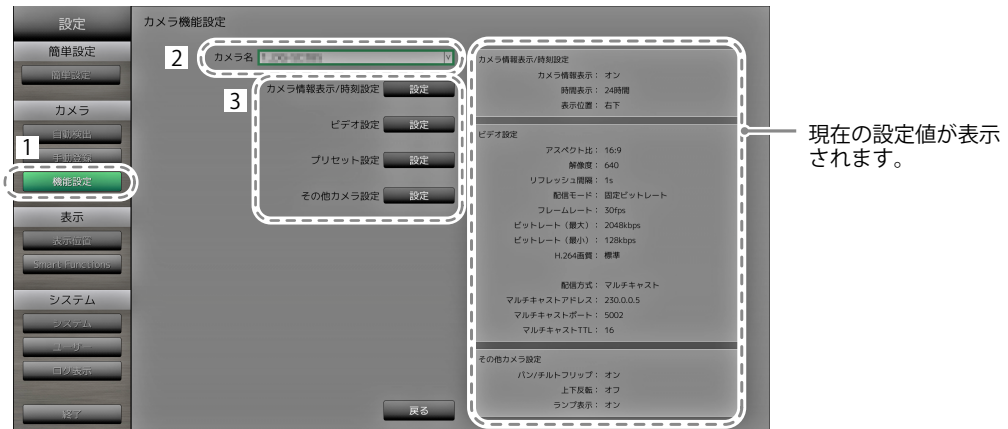 設定
簡単設定
簡単設定
カメラ
自動検出
手動登録
機能設定
表示
表示位置
Smart Functions
システム
システム
ユーザー
ログ表示
終了
1
カメラ機能設定
2
カメラ名
3
カメラ情報表示/時刻設定 設定
ビデオ設定 設定
プリセット設定 設定
その他カメラ設定 設定
戻る
カメラ情報表示/時刻設定
カメラ情報表示： オン
時間表示： 24時間
表示位置： 右下
ビデオ設定
アスペクト比： 16:9
解像度： 640
リフレッシュ間隔： 1s
配信モード： 固定ビットレート
フレームレート： 30fps
ビットレート（最大）： 2048kbps
ビットレート（最小）： 128kbps
H.264画質： 標準
配信方式： マルチキャスト
マルチキャストアドレス： 230.0.0.5
マルチキャストポート： 5002
マルチキャストTTL： 16
その他カメラ設定
パン/チルトフリップ： オン
上下反転： オフ
ランプ表示： オン
現在の設定値が表示
されます。